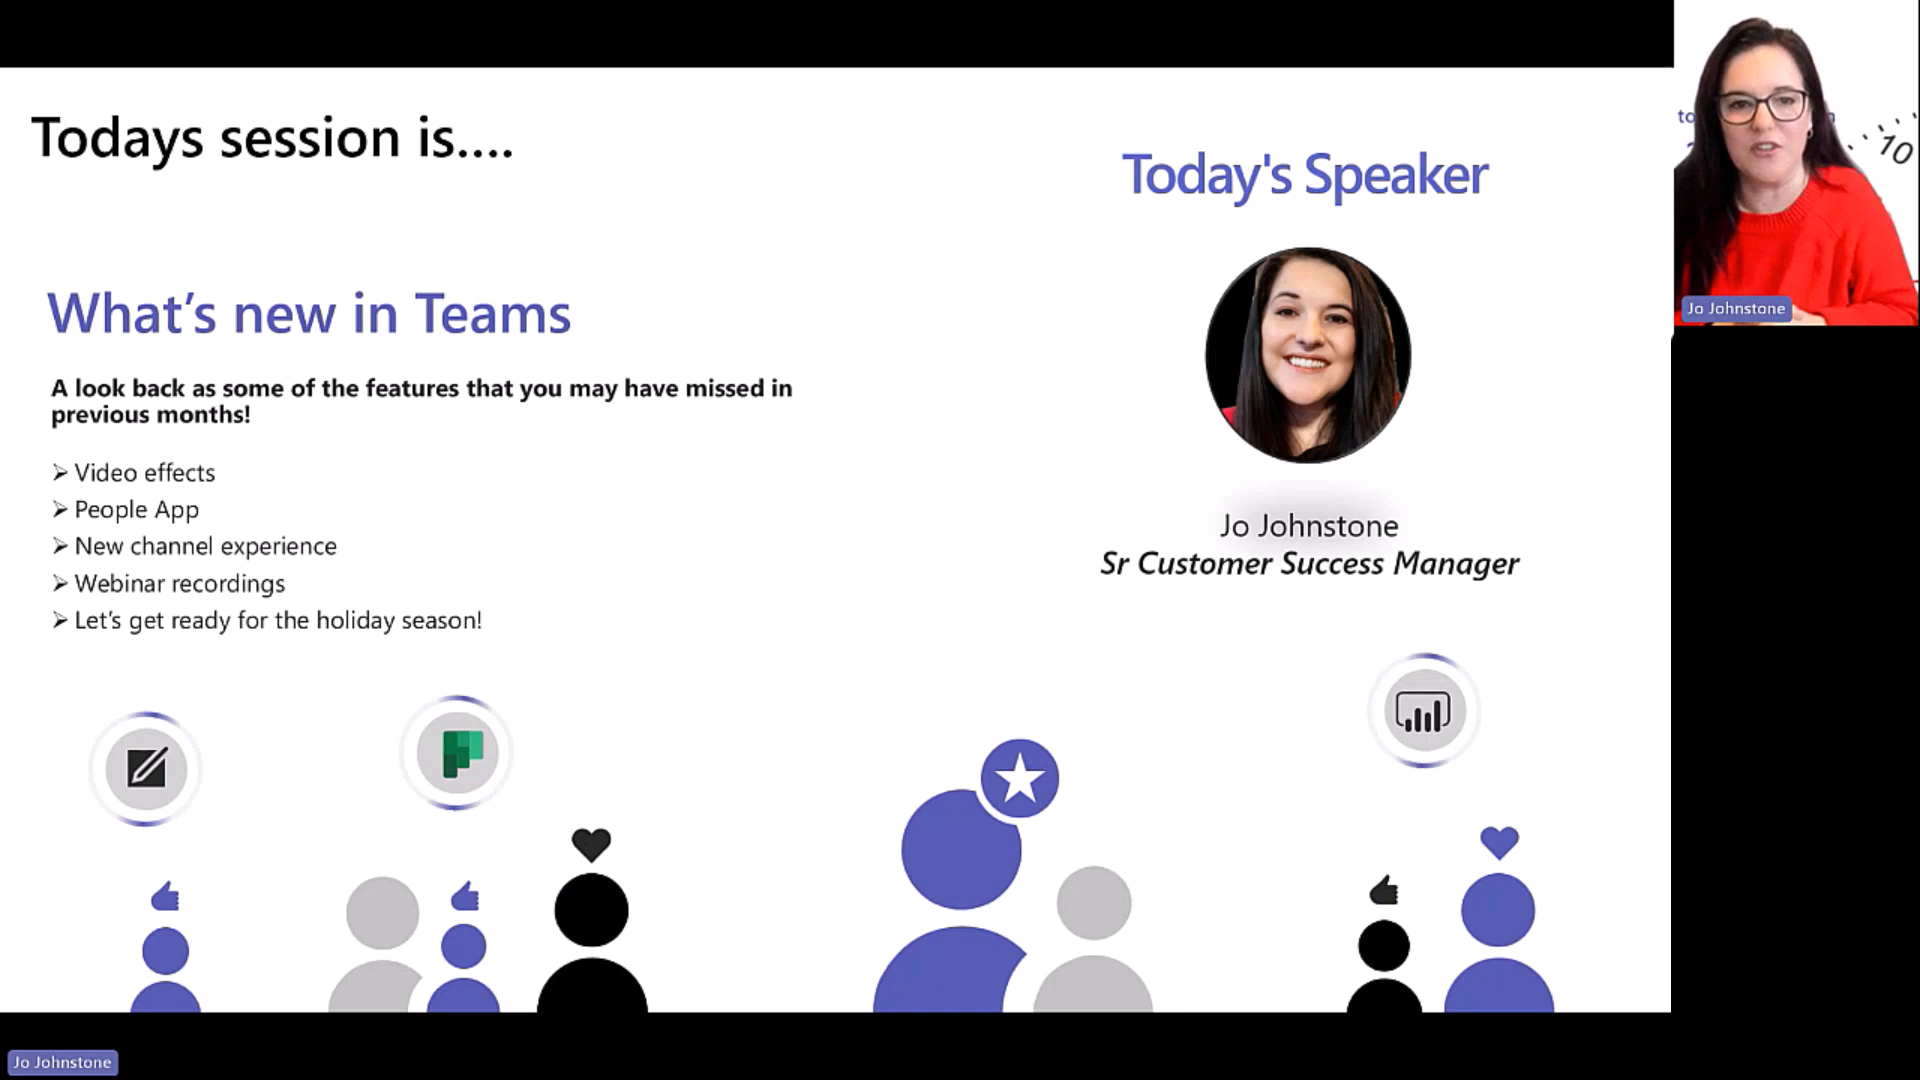 Todays session is....
What's new in Teams
A look back as some of the features that you may have missed in
previous months!
Video effects
People App
New channel experience
Webinar recordings
Let's get ready for the holiday season!
Today's Speaker
Jo Johnstone
Sr Customer Success Manager
10
Jo Johnstone
Jo Johnstone